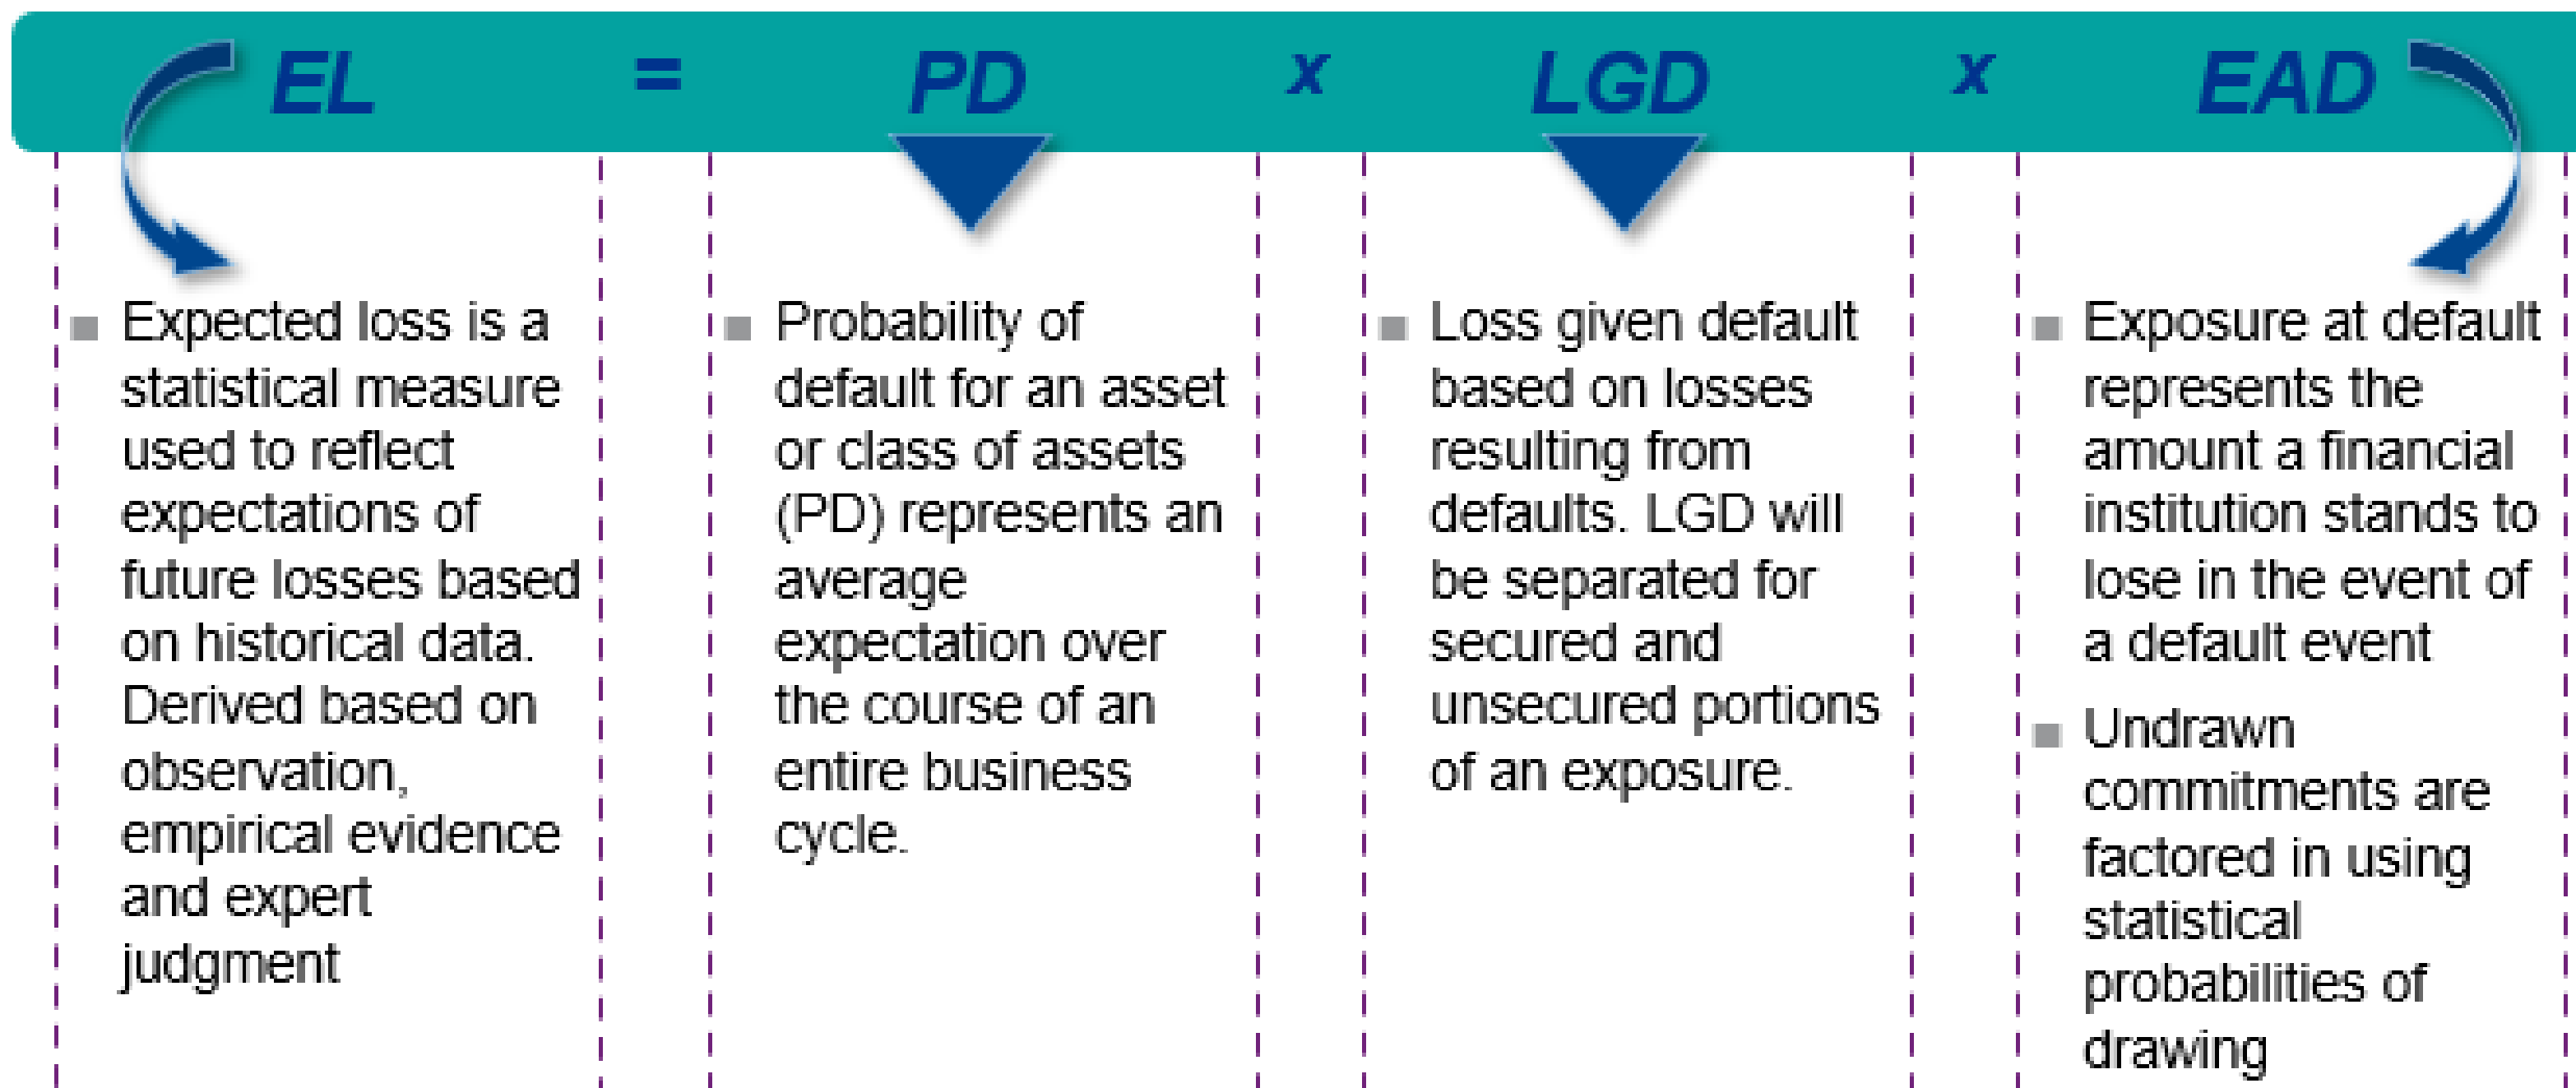 EL = PD x LGD x EAD
■ Expected loss is a
statistical measure
used to reflect
expectations of
future losses based
on historical data.
Derived based on
observation,
empirical evidence
and expert
judgment
■ Probability of
default for an asset
or class of assets
(PD) represents an
average
expectation over
the course of an
entire business
cycle.
■ Loss given default
based on losses
resulting from
defaults. LGD will
be separated for
secured and
unsecured portions
of an exposure.
■ Exposure at default
represents the
amount a financial
institution stands to
lose in the event of
a default event
■ Undrawn
commitments are
factored in using
statistical
probabilities of
drawing